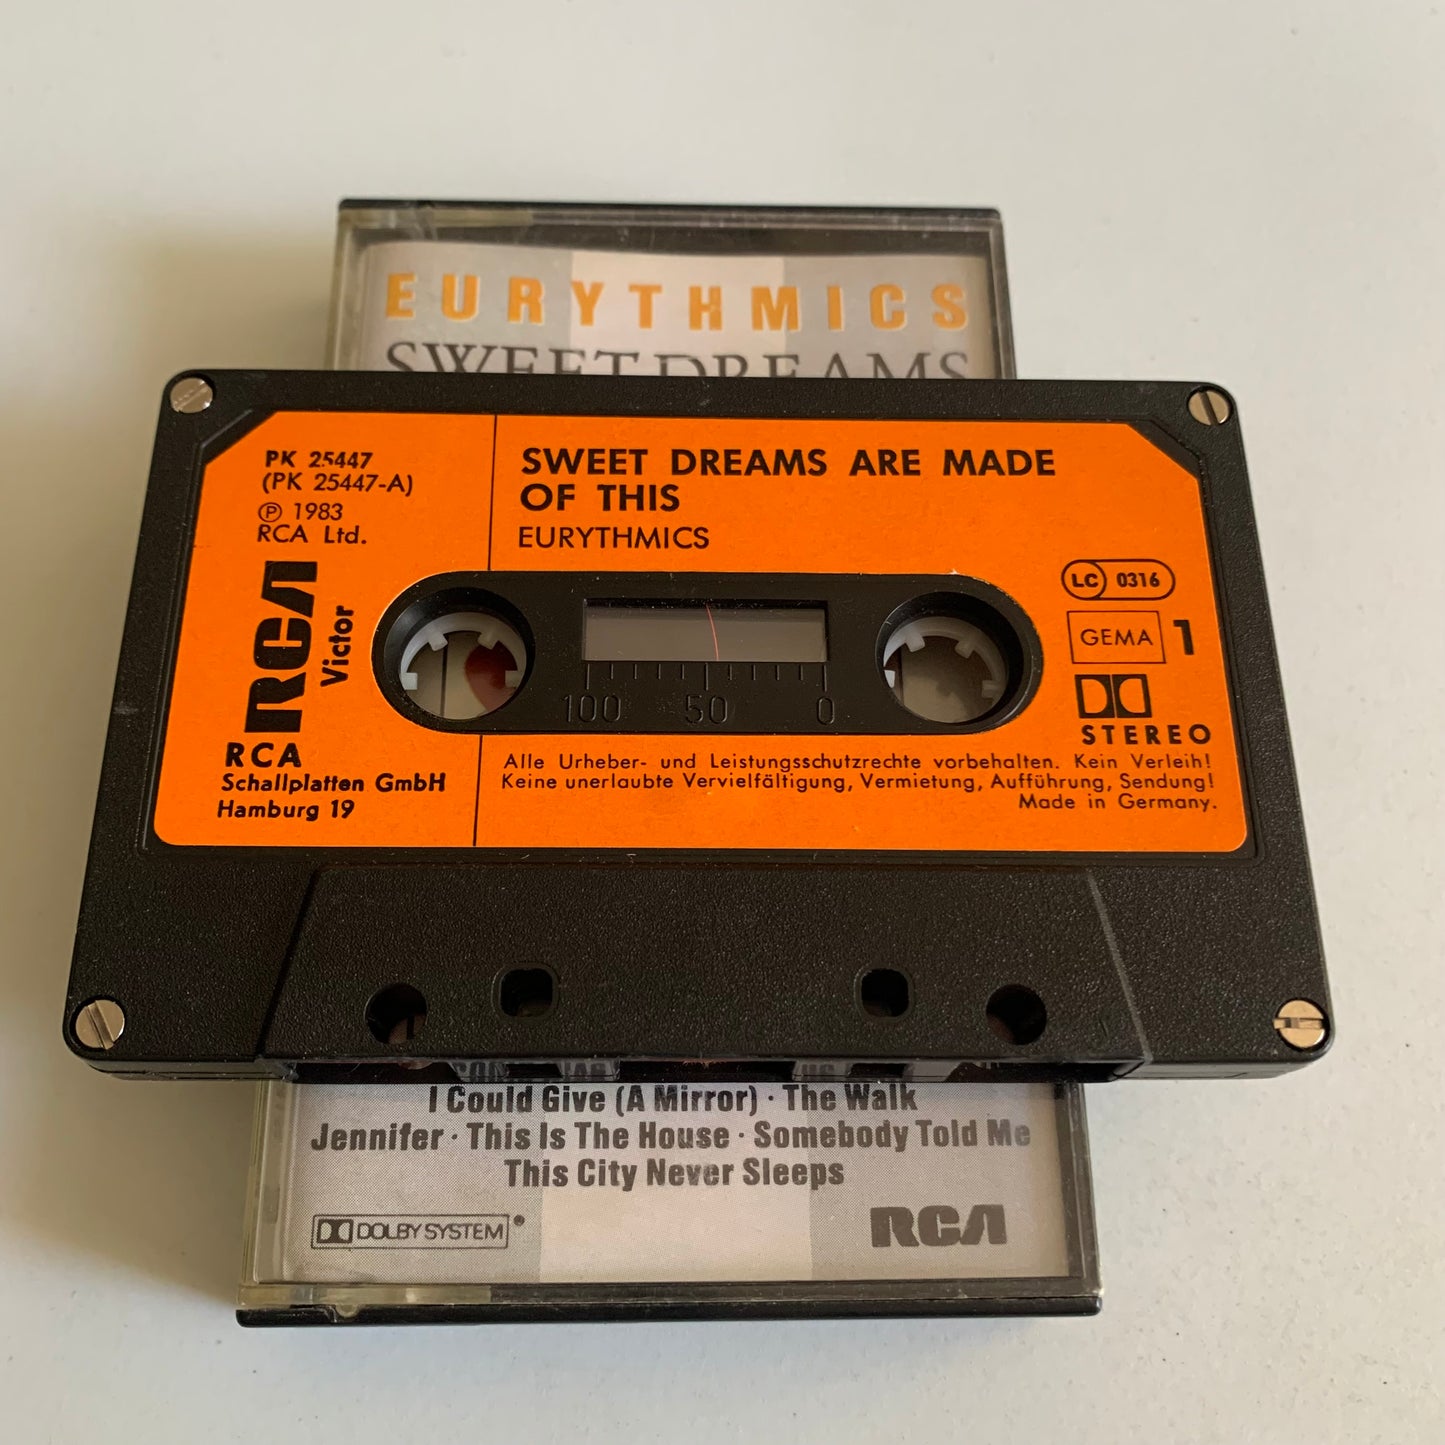 EURYTHMICS
SWEET DREAMS
PK 25447
(PK 25447-A)
℗ 1983
RCA Ltd.
RCA
Victor
RCA
Schallplatten GmbH
Hamburg 19
SWEET DREAMS ARE MADE
OF THIS
EURYTHMICS
LC 0316
GEMA 1
STEREO
100 50 0
Alle Urheber- und Leistungsschutzrechte vorbehalten. Kein Verleih!
Keine unerlaubte Vervielfältigung, Vermietung, Aufführung, Sendung!
Made in Germany.
I Could Give (A Mirror) · The Walk
Jennifer · This Is The House · Somebody Told Me
This City Never Sleeps
DOLBY SYSTEM
RCA